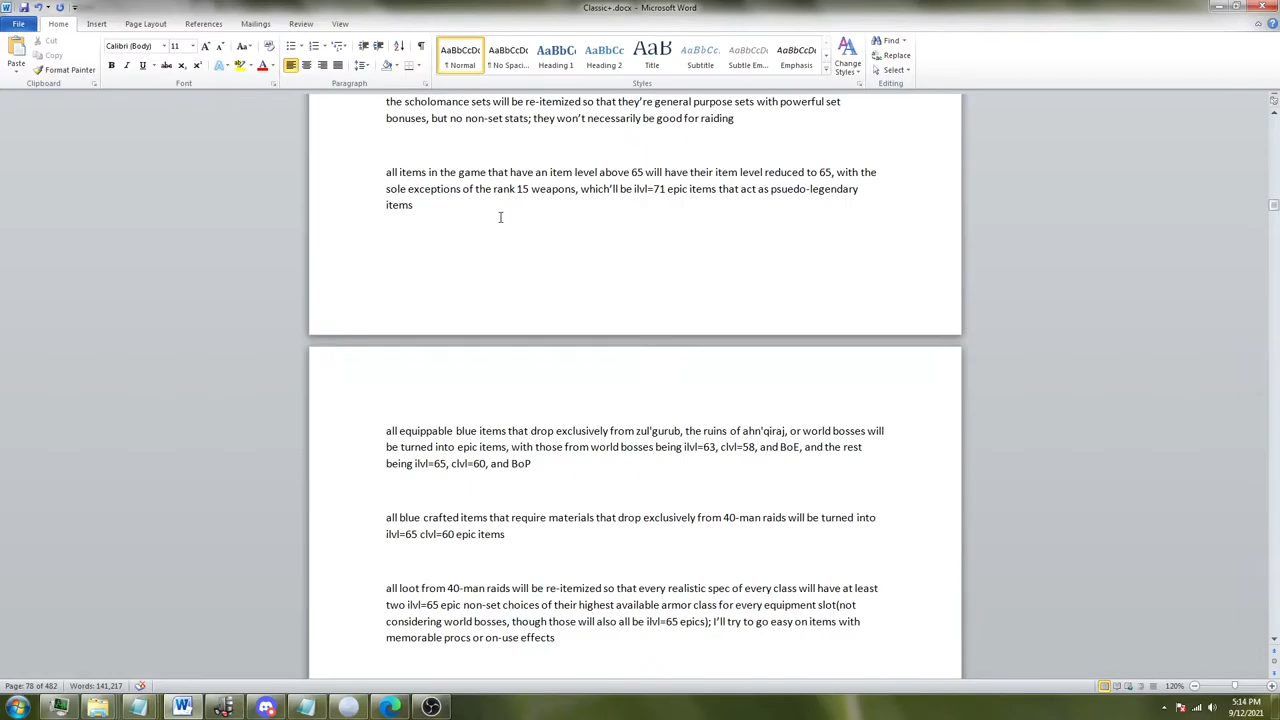 Classic+.docx - Microsoft Word
File Home Insert Page Layout References Mailings Review View
Paste
Cut
Copy
Format Painter
Clipboard
Calibri (Body) 11
Font
Paragraph
AaBbCcDc AaBbCcDc AaBbC AaBbCc AaB AaBbCc. AaBbCcDc AaBbCcDc
¶ Normal ¶ No Spaci... Heading 1 Heading 2 Title Subtitle Subtle Em... Emphasis
Change Styles
Styles
Find
Replace
Select
Editing
the scholomance sets will be re-itemized so that they're general purpose sets with powerful set
bonuses, but no non-set stats; they won't necessarily be good for raiding
all items in the game that have an item level above 65 will have their item level reduced to 65, with the
sole exceptions of the rank 15 weapons, which'll be ilvl=71 epic items that act as psuedo-legendary
items
all equippable blue items that drop exclusively from zul'gurub, the ruins of ahn'qiraj, or world bosses will
be turned into epic items, with those from world bosses being ilvl=63, clvl=58, and BoE, and the rest
being ilvl=65, clvl=60, and BoP
all blue crafted items that require materials that drop exclusively from 40-man raids will be turned into
ilvl=65 clvl=60 epic items
all loot from 40-man raids will be re-itemized so that every realistic spec of every class will have at least
two ilvl=65 epic non-set choices of their highest available armor class for every equipment slot(not
considering world bosses, though those will also all be ilvl=65 epics); I'll try to go easy on items with
memorable procs or on-use effects
Page: 78 of 482 Words: 141,217
120%
5:14 PM
9/12/2021